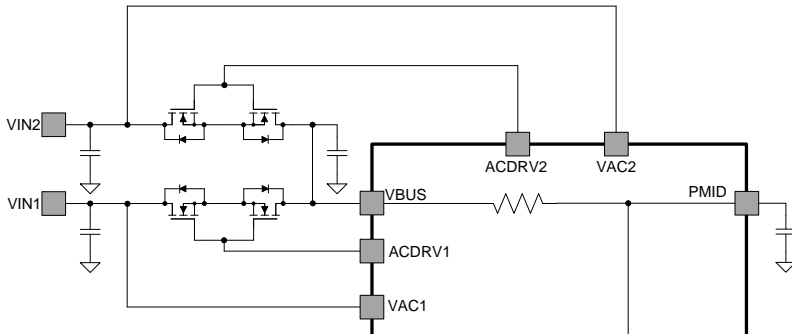 VIN2
ACDRV2
VAC2
VIN1
VBUS
PMID
ACDRV1
VAC1